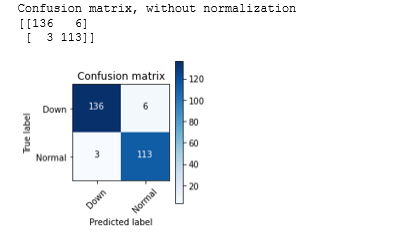 Confusion matrix, without normalization
[[136   6]
 [  3 113]]
Confusion matrix
True label
Down
Normal
136 6
3 113
120
100
80
60
40
20
Down
Normal
Predicted label